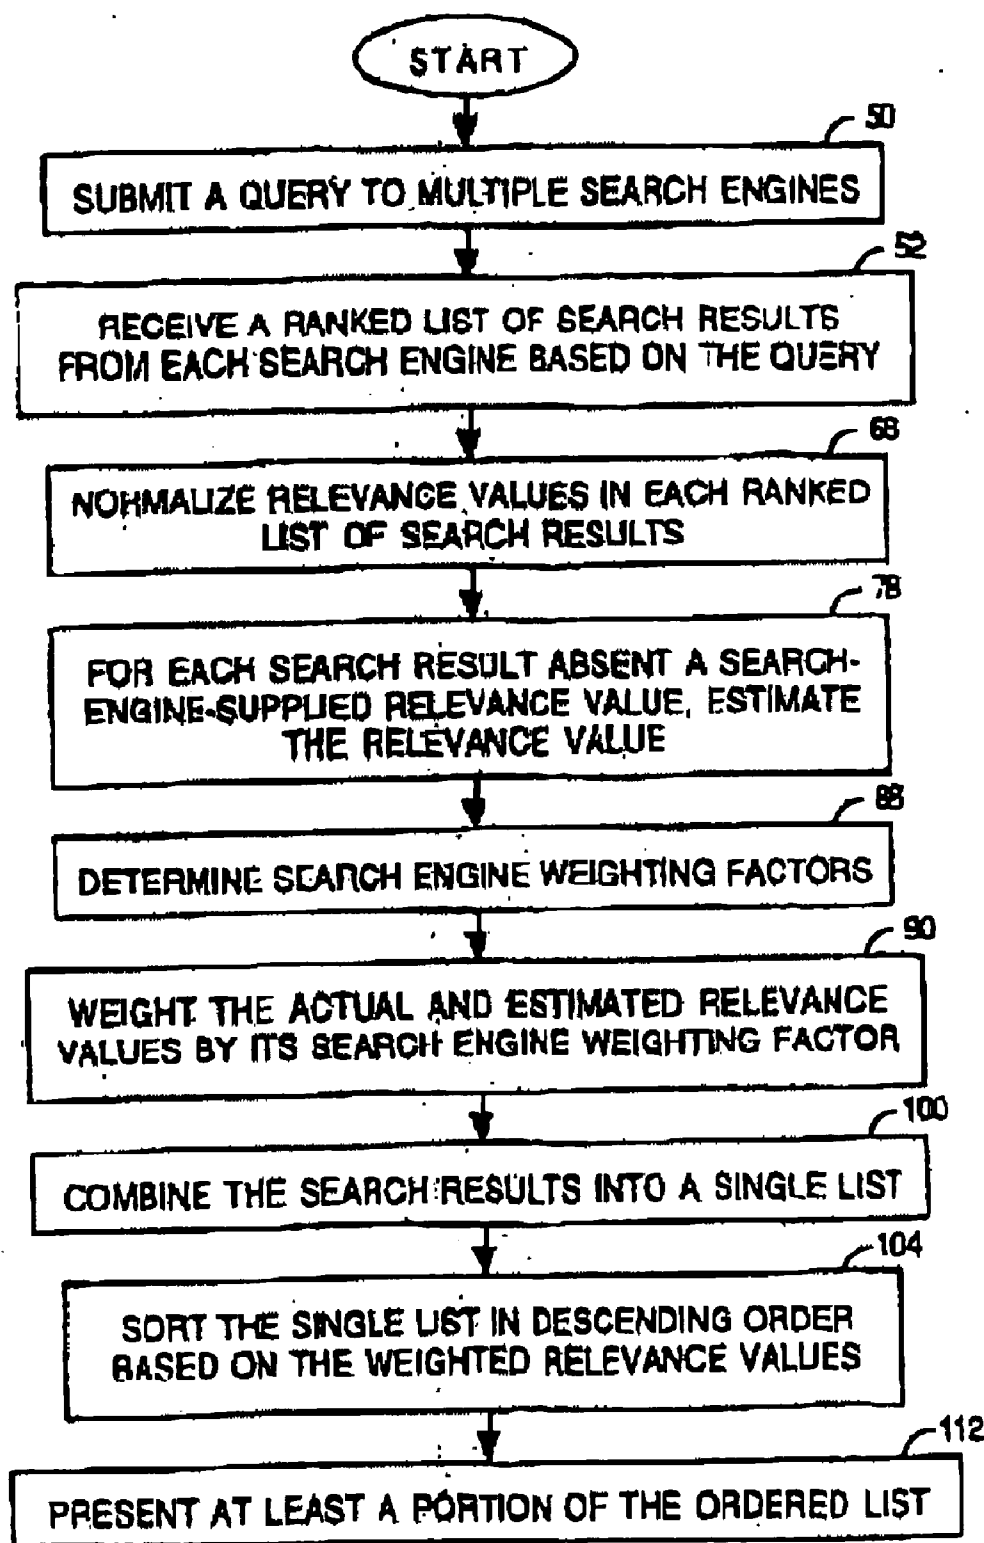 START
50
SUBMIT A QUERY TO MULTIPLE SEARCH ENGINES
52
RECEIVE A RANKED LIST OF SEARCH RESULTS
FROM EACH SEARCH ENGINE BASED ON THE QUERY
68
NORMALIZE RELEVANCE VALUES IN EACH RANKED
LIST OF SEARCH RESULTS
78
FOR EACH SEARCH RESULT ABSENT A SEARCH-
ENGINE-SUPPLIED RELEVANCE VALUE, ESTIMATE
THE RELEVANCE VALUE
88
DETERMINE SEARCH ENGINE WEIGHTING FACTORS
90
WEIGHT THE ACTUAL AND ESTIMATED RELEVANCE
VALUES BY ITS SEARCH ENGINE WEIGHTING FACTOR
100
COMBINE THE SEARCH RESULTS INTO A SINGLE LIST
104
SORT THE SINGLE LIST IN DESCENDING ORDER
BASED ON THE WEIGHTED RELEVANCE VALUES
112
PRESENT AT LEAST A PORTION OF THE ORDERED LIST